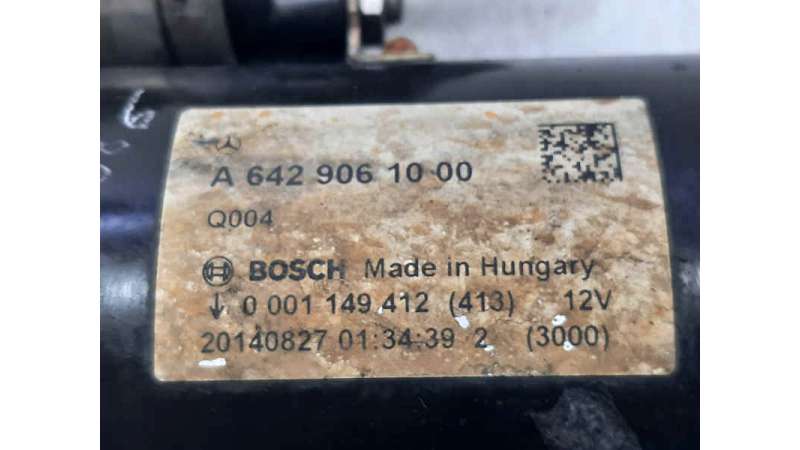 A 642 906 10 00
Q004
BOSCH Made in Hungary
0 001 149 412 (413) 12V
20140827 01:34:39 2 (3000)